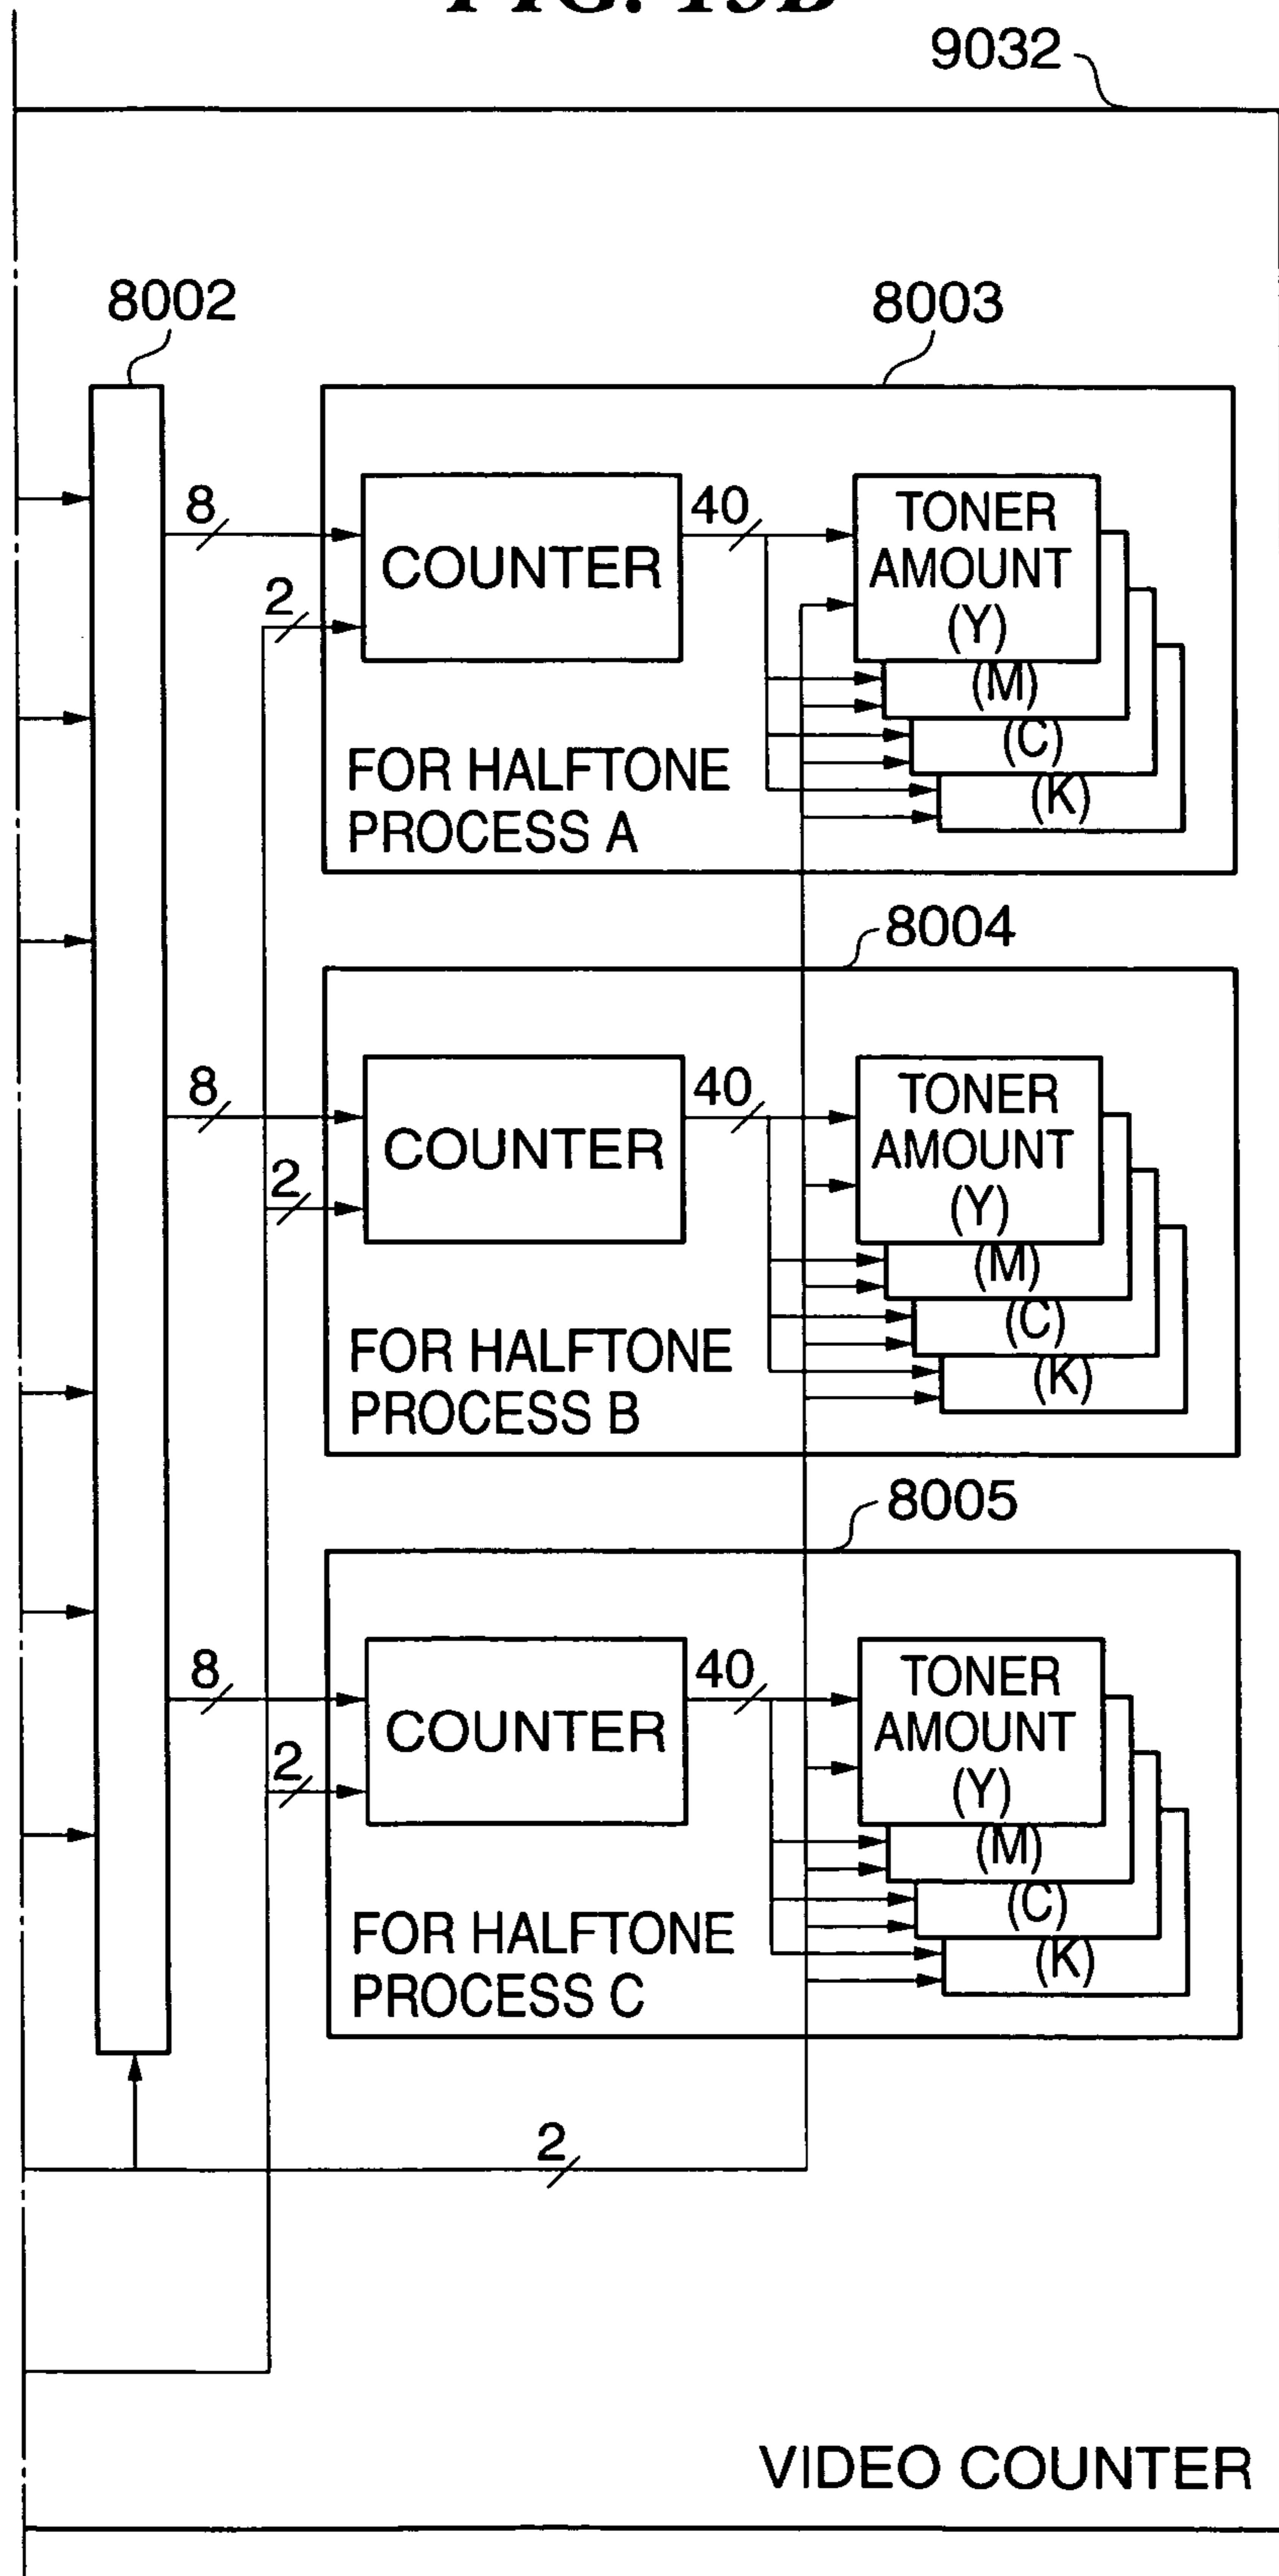 9032
8002
8003
8
40
TONER
AMOUNT
(Y)
COUNTER
2
(M)
(C)
(K)
FOR HALFTONE
PROCESS A
8004
8
40
TONER
AMOUNT
(Y)
COUNTER
2
(M)
(C)
(K)
FOR HALFTONE
PROCESS B
8005
8
40
TONER
AMOUNT
(Y)
COUNTER
2
(M)
(C)
(K)
FOR HALFTONE
PROCESS C
2
VIDEO COUNTER